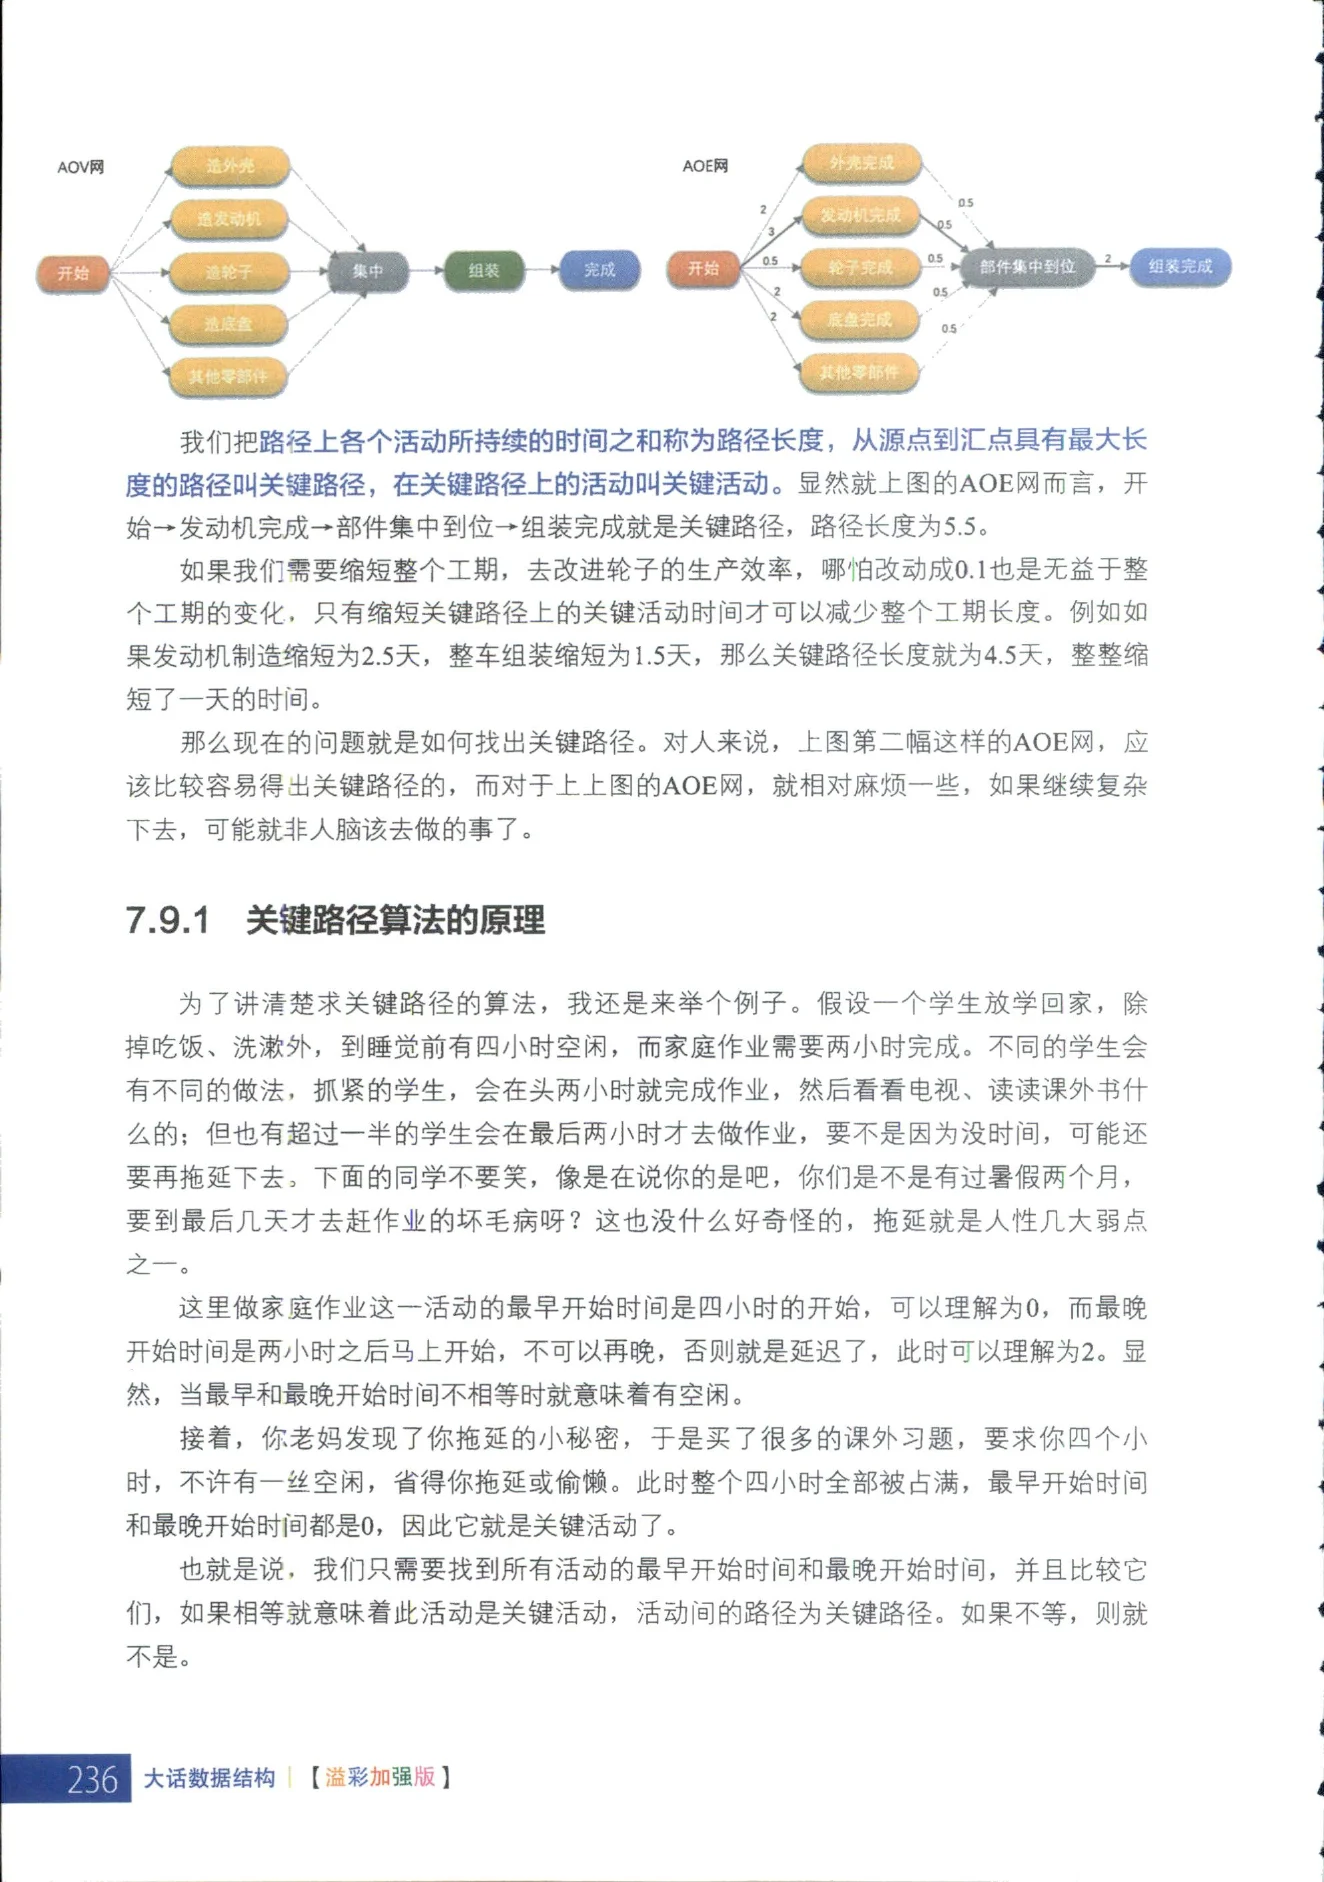 AOV网
开始
造外壳
造发动机
造轮子
造底盘
其他零部件
集中
组装
完成
AOE网
开始
2
3
0.5
2
2
外壳完成
发动机完成
轮子完成
底盘完成
其他零部件
0.5
0.5
0.5
0.5
0.5
部件集中到位
2
组装完成
我们把路径上各个活动所持续的时间之和称为路径长度，从源点到汇点具有最大长
度的路径叫关键路径，在关键路径上的活动叫关键活动。显然就上图的AOE网而言，开
始→发动机完成→部件集中到位→组装完成就是关键路径，路径长度为5.5。
如果我们需要缩短整个工期，去改进轮子的生产效率，哪怕改动成0.1也是无益于整
个工期的变化，只有缩短关键路径上的关键活动时间才可以减少整个工期长度。例如如
果发动机制造缩短为2.5天，整车组装缩短为1.5天，那么关键路径长度就为4.5天，整整缩
短了一天的时间。
那么现在的问题就是如何找出关键路径。对人来说，上图第二幅这样的AOE网，应
该比较容易得出关键路径的，而对于上上图的AOE网，就相对麻烦一些，如果继续复杂
下去，可能就非人脑该去做的事了。
7.9.1 关键路径算法的原理
为了讲清楚求关键路径的算法，我还是来举个例子。假设一个学生放学回家，除
掉吃饭、洗漱外，到睡觉前有四小时空闲，而家庭作业需要两小时完成。不同的学生会
有不同的做法，抓紧的学生，会在头两小时就完成作业，然后看看电视、读读课外书什
么的；但也有超过一半的学生会在最后两小时才去做作业，要不是因为没时间，可能还
要再拖延下去。下面的同学不要笑，像是在说你的是吧，你们是不是有过暑假两个月，
要到最后几天才去赶作业的坏毛病呀？这也没什么好奇怪的，拖延就是人性几大弱点
之一。
这里做家庭作业这一活动的最早开始时间是四小时的开始，可以理解为0，而最晚
开始时间是两小时之后马上开始，不可以再晚，否则就是延迟了，此时可以理解为2。显
然，当最早和最晚开始时间不相等时就意味着有空闲。
接着，你老妈发现了你拖延的小秘密，于是买了很多的课外习题，要求你四个小
时，不许有一丝空闲，省得你拖延或偷懒。此时整个四小时全部被占满，最早开始时间
和最晚开始时间都是0，因此它就是关键活动了。
也就是说，我们只需要找到所有活动的最早开始时间和最晚开始时间，并且比较它
们，如果相等就意味着此活动是关键活动，活动间的路径为关键路径。如果不等，则就
不是。
236 大话数据结构 【溢彩加强版】